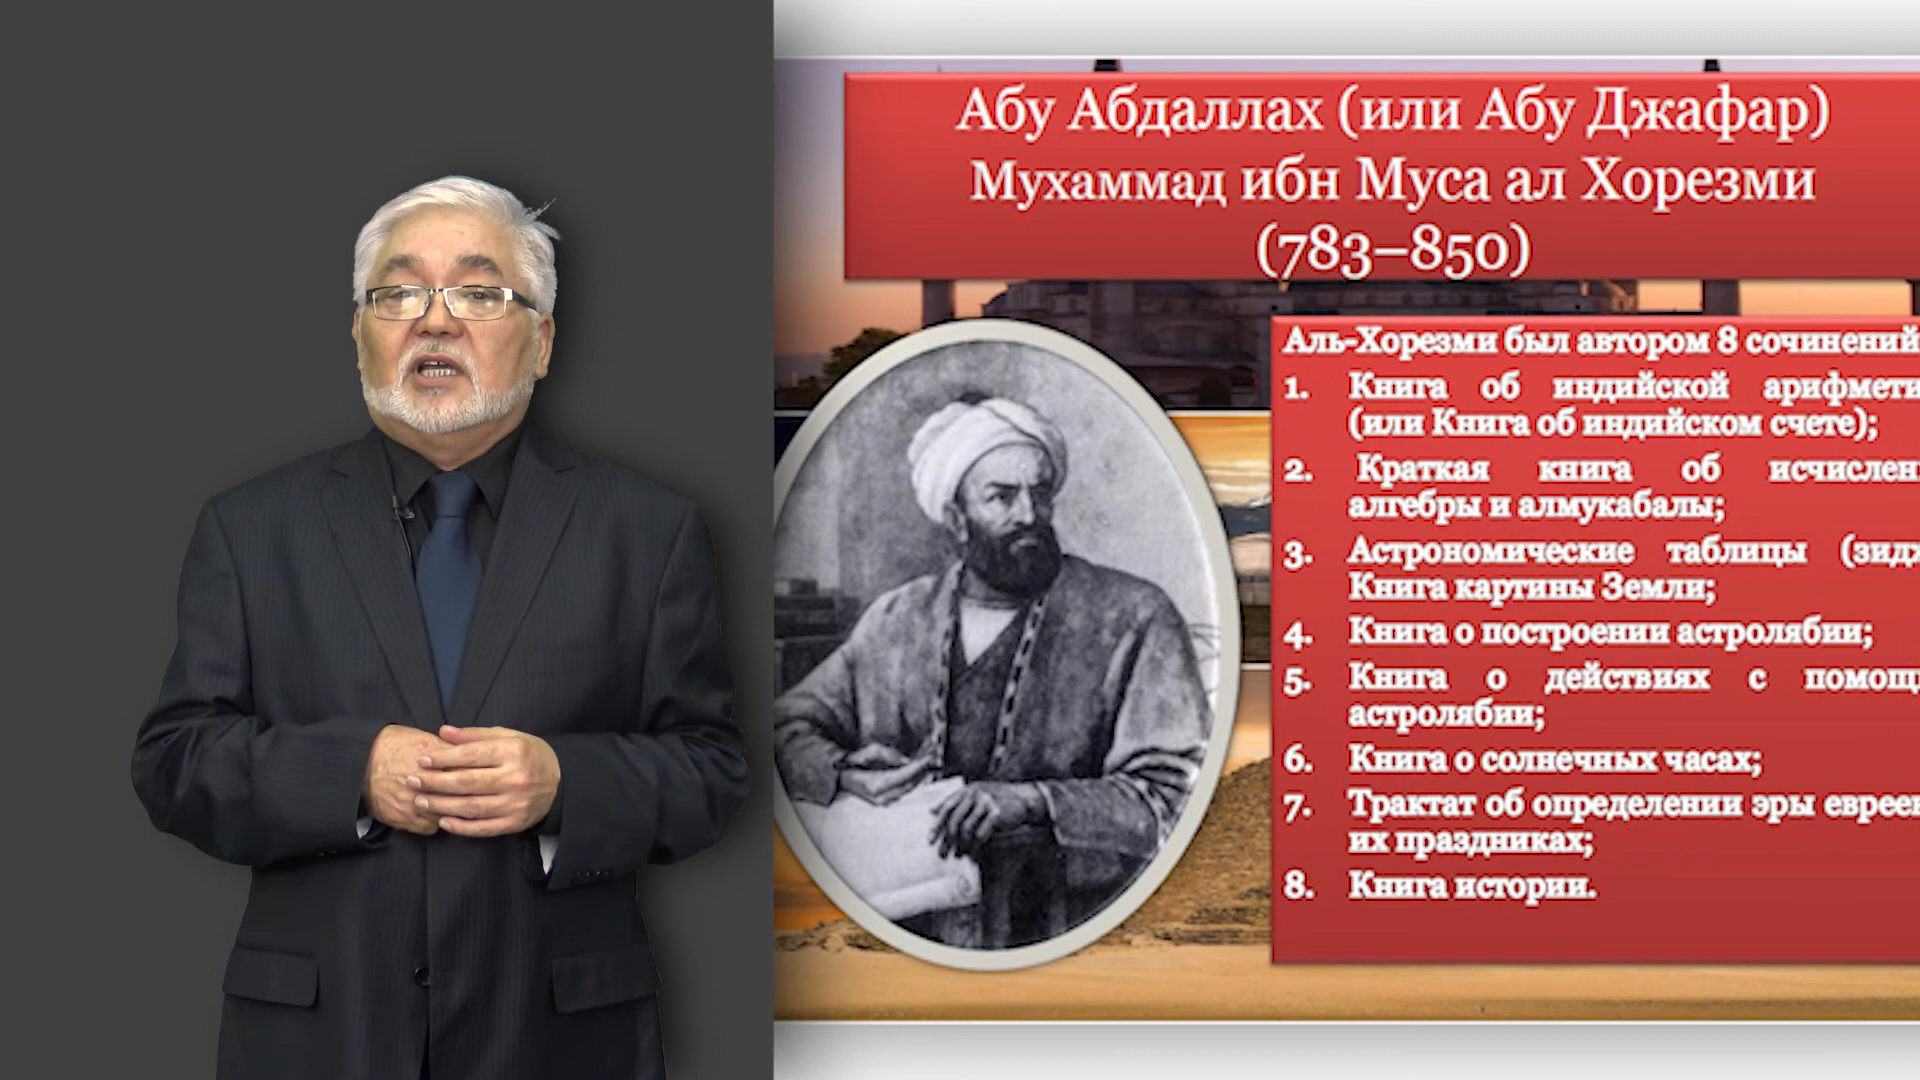 Абу Абдаллах (или Абу Джафар)
Мухаммад ибн Муса ал Хорезми
(783–850)
Аль-Хорезми был автором 8 сочинений
1. Книга об индийской арифмети
(или Книга об индийском счете);
2. Краткая книга об исчислен
алгебры и алмукабалы;
3. Астрономические таблицы (зидж
Книга картины Земли;
4. Книга о построении астролябии;
5. Книга о действиях с помощ
астролябии;
6. Книга о солнечных часах;
7. Трактат об определении эры еврее
их праздниках;
8. Книга истории.